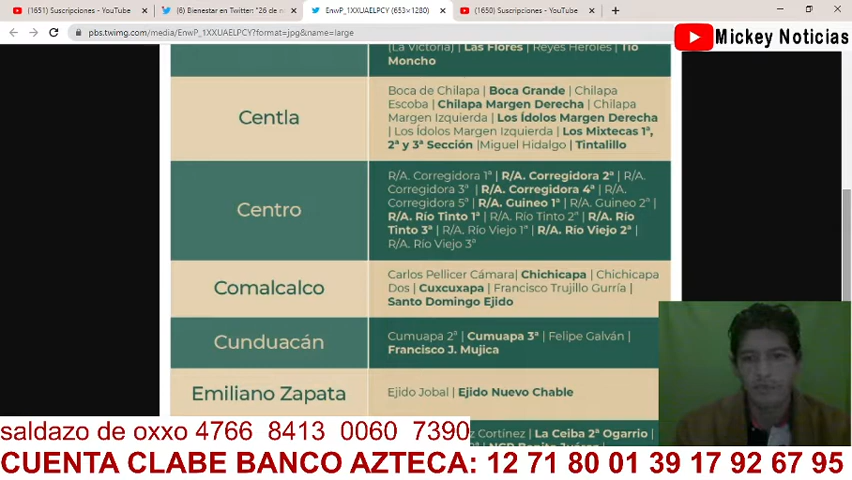 (1651) Suscripciones - YouTube
(6) Bienestar en Twitter: "26 de n
EnwP_1XXUAELPCY (653×1280)
(1650) Suscripciones - YouTube
pbs.twimg.com/media/EnwP_1XXUAELPCY?format=jpg&name=large
Mickey Noticias
(La Victoria) | Las Flores | Reyes Heroles | Tío
Moncho
Centla
Boca de Chilapa | Boca Grande | Chilapa
Escoba | Chilapa Margen Derecha | Chilapa
Margen Izquierda | Los Ídolos Margen Derecha
| Los Ídolos Margen Izquierda | Los Mixtecas 1ª,
2ª y 3ª Sección |Miguel Hidalgo | Tintalillo
Centro
R/A. Corregidora 1ª | R/A. Corregidora 2ª | R/A.
Corregidora 3ª | R/A. Corregidora 4ª | R/A.
Corregidora 5ª | R/A. Guineo 1ª | R/A. Guineo 2ª |
R/A. Río Tinto 1ª | R/A. Río Tinto 2ª | R/A. Río
Tinto 3ª | R/A. Río Viejo 1ª | R/A. Río Viejo 2ª |
R/A. Río Viejo 3ª
Comalcalco
Carlos Pellicer Cámara| Chichicapa | Chichicapa
Dos | Cuxcuxapa | Francisco Trujillo Gurría |
Santo Domingo Ejido
Cunduacán
Cumuapa 2ª | Cumuapa 3ª | Felipe Galván |
Francisco J. Mujica
Emiliano Zapata
Ejido Jobal | Ejido Nuevo Chable
z Cortínez | La Ceiba 2ª Ogarrio |
saldazo de oxxo 4766 8413 0060 7390
CUENTA CLABE BANCO AZTECA: 12 71 80 01 39 17 92 67 95